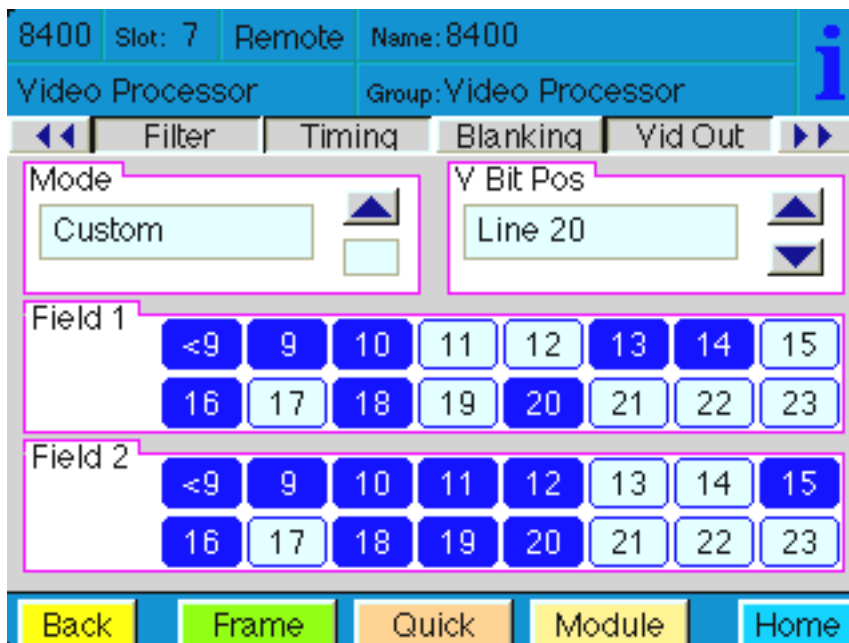 8400 Slot: 7 Remote Name: 8400 i
Video Processor Group: Video Processor
Filter Timing Blanking Vid Out
Mode V Bit Pos
Custom Line 20
Field 1
<9 9 10 11 12 13 14 15
16 17 18 19 20 21 22 23
Field 2
<9 9 10 11 12 13 14 15
16 17 18 19 20 21 22 23
Back Frame Quick Module Home